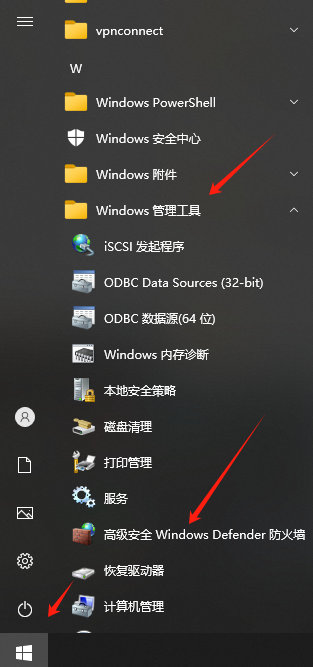 vpnconnect
W
Windows PowerShell
Windows 安全中心
Windows 附件
Windows 管理工具
iSCSI 发起程序
ODBC Data Sources (32-bit)
ODBC 数据源(64 位)
Windows 内存诊断
本地安全策略
磁盘清理
打印管理
服务
高级安全 Windows Defender 防火墙
恢复驱动器
计算机管理